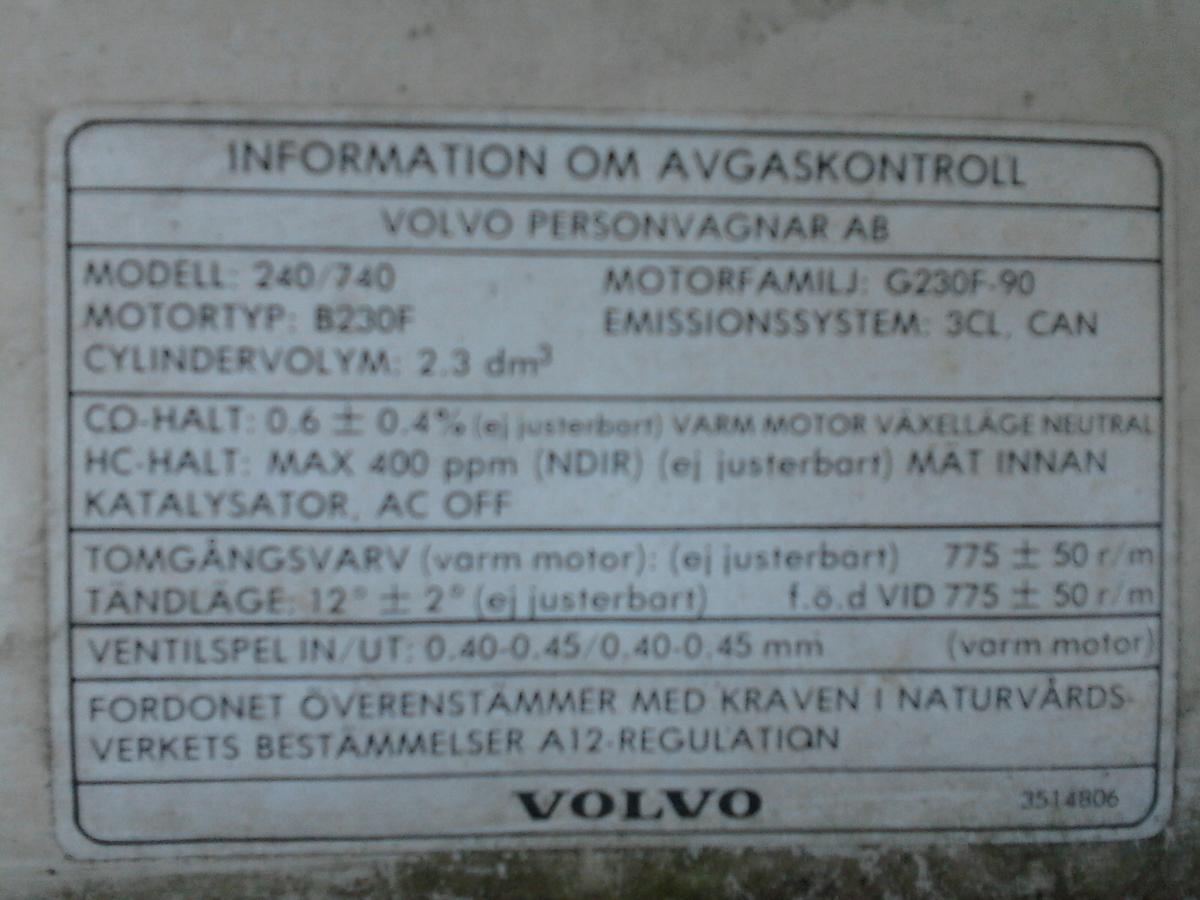 INFORMATION OM AVGASKONTROLL
VOLVO PERSONVAGNAR AB
MODELL: 240/740 MOTORFAMILJ: G230F-90
MOTORTYP: B230F EMISSIONSSYSTEM: 3CL, CAN
CYLINDERVOLYM: 2.3 dm³
CO-HALT: 0.6 ± 0.4% (ej justerbart) VARM MOTOR VÄXELLÄGE NEUTRAL
HC-HALT: MAX 400 ppm (NDIR) (ej justerbart) MÄT INNAN
KATALYSATOR, AC OFF
TOMGÅNGSVARV (varm motor): (ej justerbart) 775 ± 50 r/m
TÄNDLÄGE: 12° ± 2° (ej justerbart) f.ö.d VID 775 ± 50 r/m
VENTILSPEL IN/UT: 0.40-0.45/0.40-0.45 mm (varm motor)
FORDONET ÖVERENSTÄMMER MED KRAVEN I NATURVÅRDS-
VERKETS BESTÄMMELSER A12-REGULATION
VOLVO 3514806